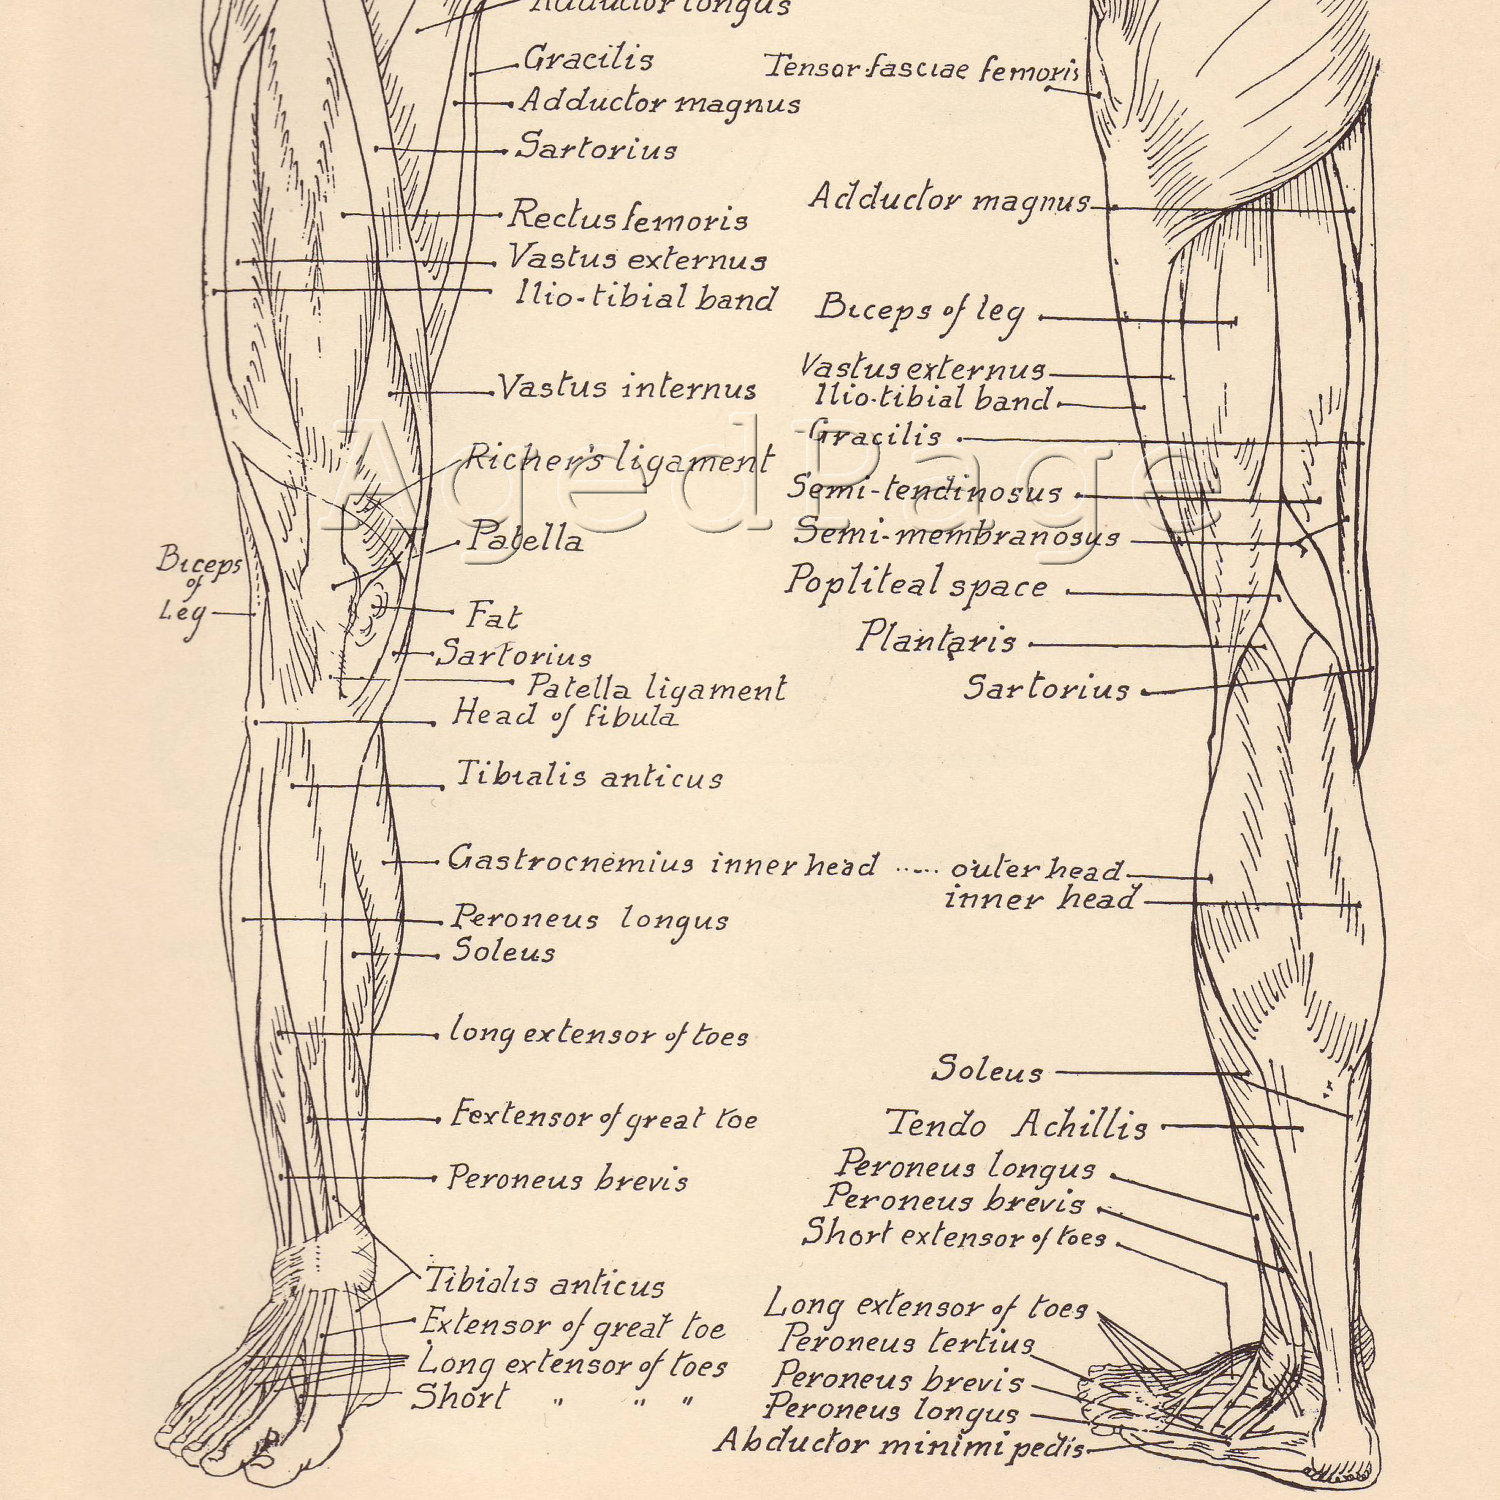 Adductor longus
Gracilis
Adductor magnus
Sartorius
Rectus femoris
Vastus externus
Ilio-tibial band
Vastus internus
Richer's ligament
Patella
Biceps
of
Leg
Fat
Sartorius
Patella ligament
Head of fibula
Tibialis anticus
Gastrocnemius inner head ..... outer head
inner head
Peroneus longus
Soleus
long extensor of toes
Eextensor of great toe
Peroneus brevis
Tibialis anticus
Extensor of great toe
Long extensor of toes
Short " " "
Tensor fasciae femoris
Adductor magnus
Biceps of leg
Vastus externus
Ilio-tibial band
Gracilis
Semi-tendinosus
Semi-membranosus
Popliteal space
Plantaris
Sartorius
Soleus
Tendo Achillis
Peroneus longus
Peroneus brevis
Short extensor of toes
Long extensor of toes
Peroneus tertius
Peroneus brevis
Peroneus longus
Abductor minimi pedis
AgedPage